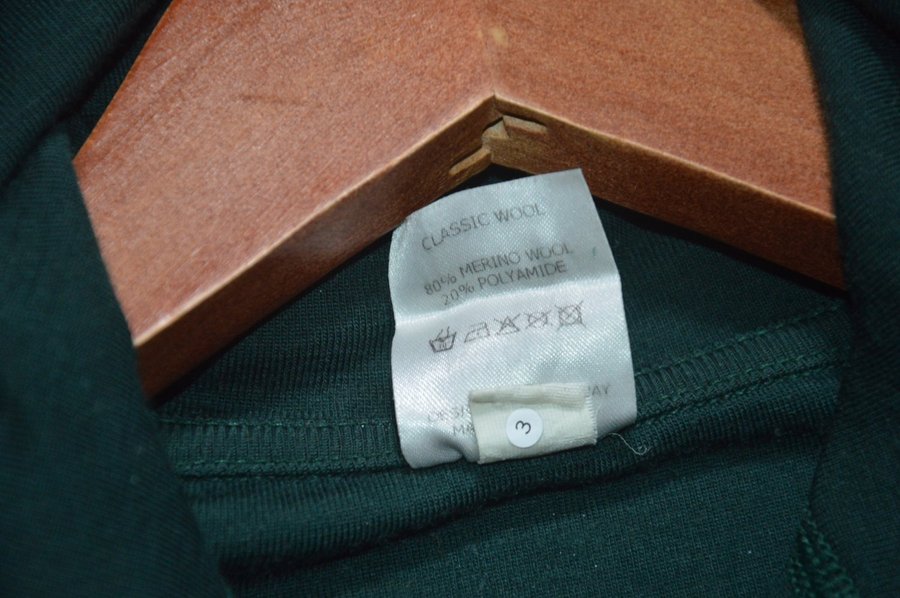 CLASSIC WOOL
80% MERINO WOOL
20% POLYAMIDE
3